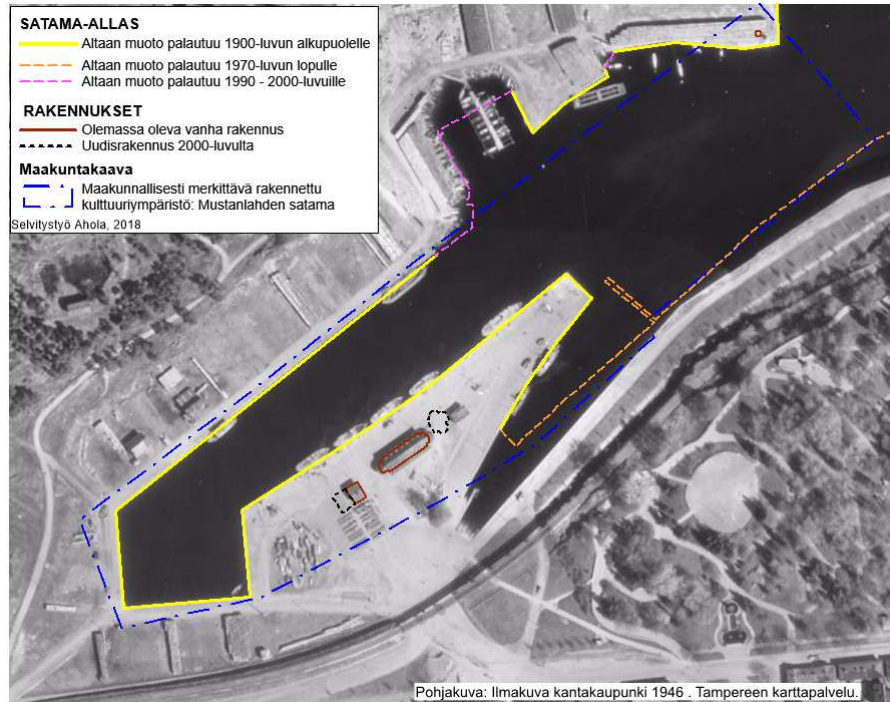 SATAMA-ALLAS
Altaan muoto palautuu 1900-luvun alkupuolelle
Altaan muoto palautuu 1970-luvun lopulle
Altaan muoto palautuu 1990 - 2000-luvuille
RAKENNUKSET
Olemassa oleva vanha rakennus
Uudisrakennus 2000-luvulta
Maakuntakaava
Maakunnallisesti merkittävä rakennettu
kulttuuriympäristö: Mustanlahden satama
Selvitystyö Ahola, 2018
Pohjakuva: Ilmakuva kantakaupunki 1946 . Tampereen karttapalvelu.